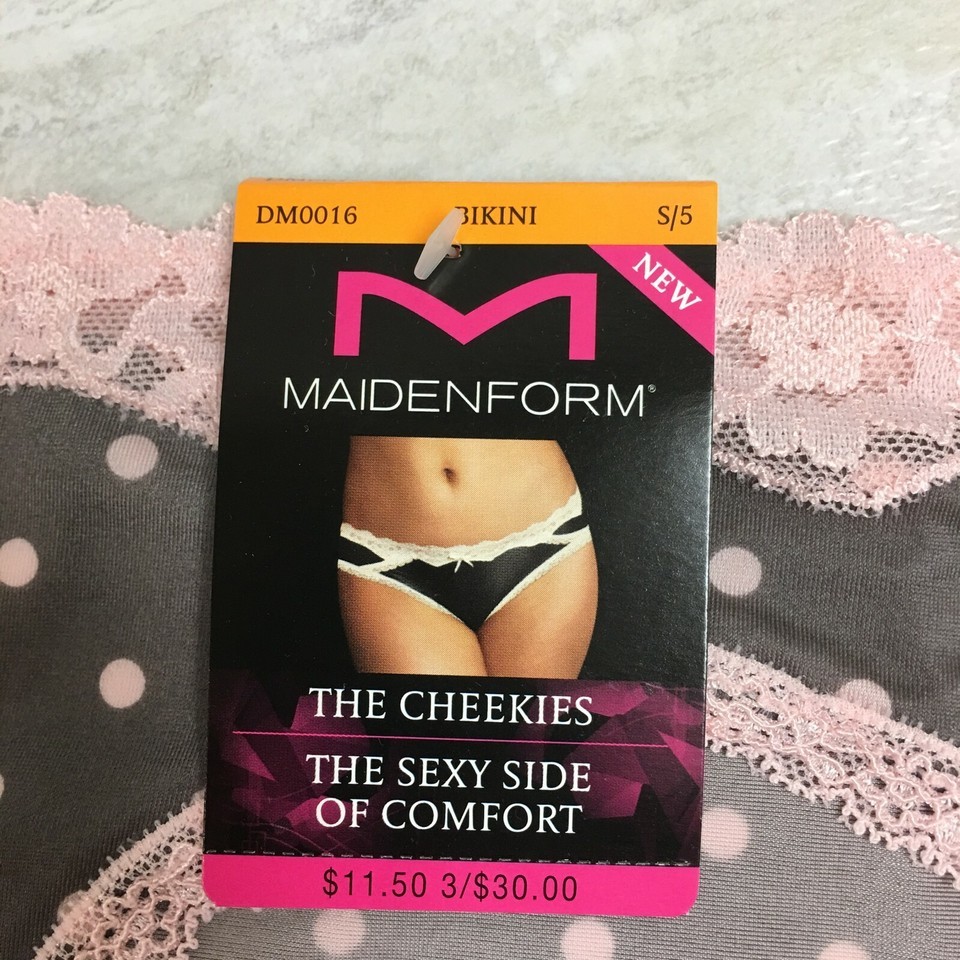 DM0016 BIKINI S/5
NEW
MAIDENFORM®
THE CHEEKIES
THE SEXY SIDE
OF COMFORT
$11.50 3/$30.00